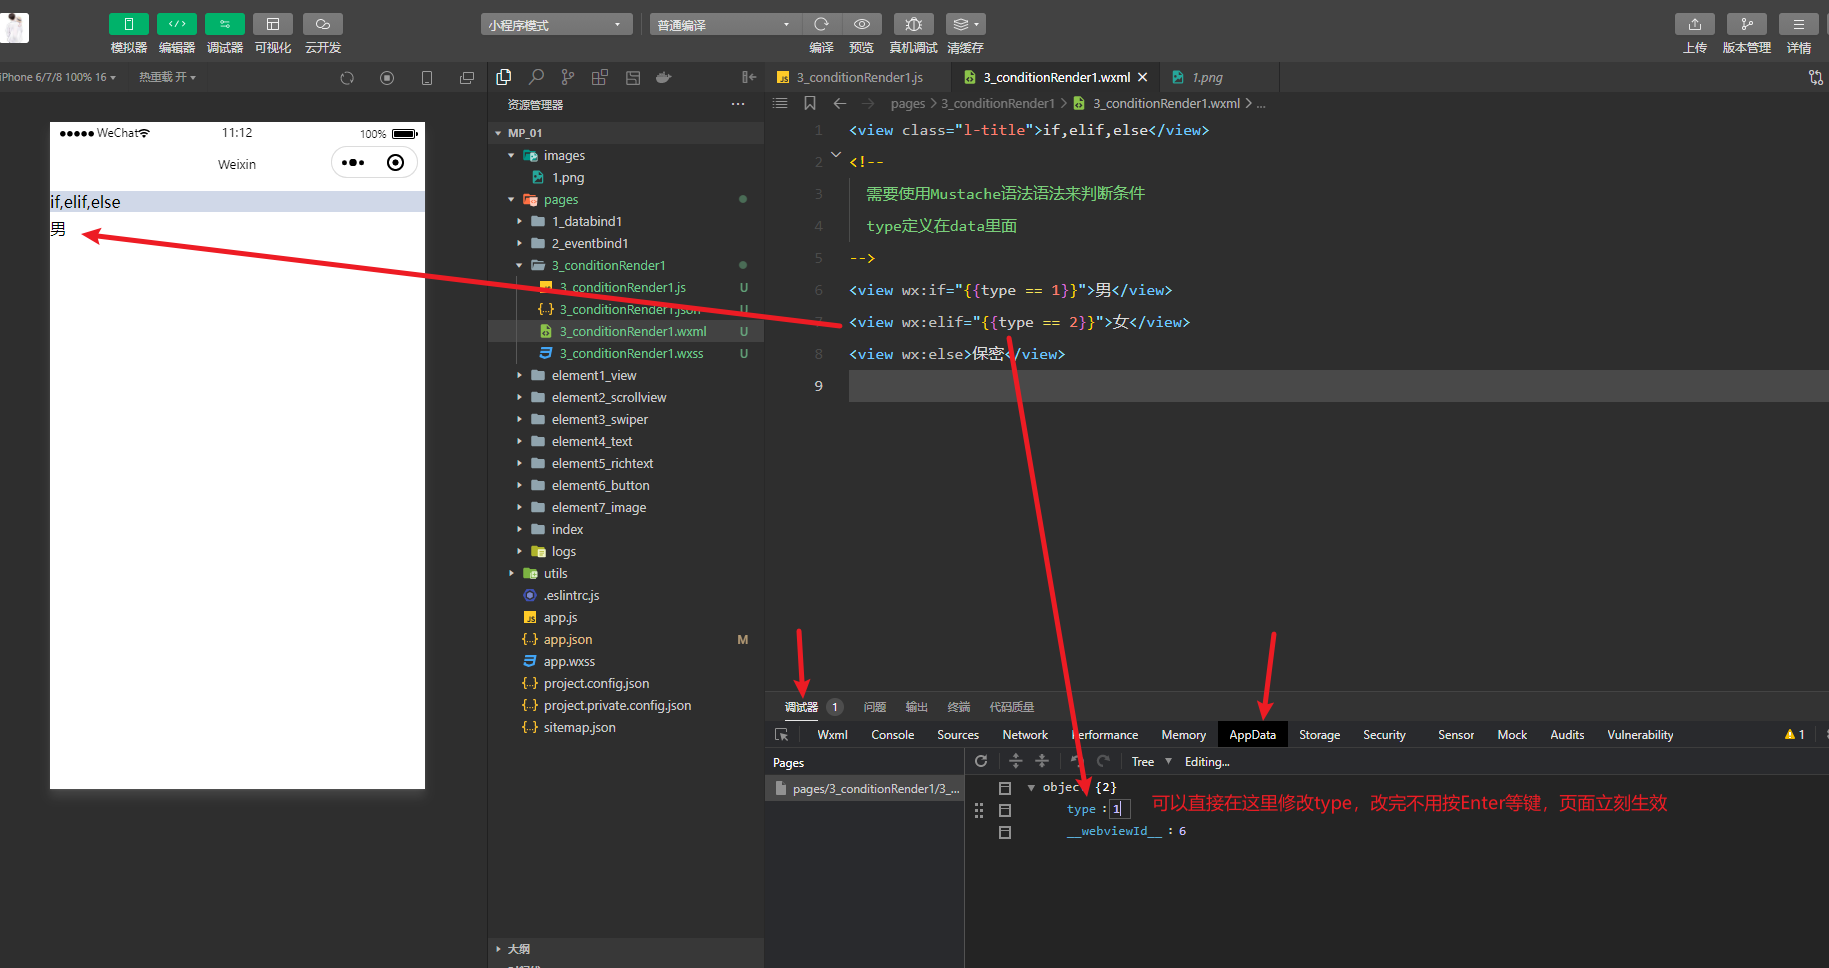 小程序模式
普通编译
模拟器 编辑器 调试器 可视化 云开发
编译 预览 真机调试 清缓存
上传 版本管理 详情
iPhone 6/7/8 100% 16
热重载 开
WeChat
11:12
100%
Weixin
if,elif,else
男
资源管理器
MP_01
images
1.png
pages
1_databind1
2_eventbind1
3_conditionRender1
3_conditionRender1.js U
3_conditionRender1.json U
3_conditionRender1.wxml U
3_conditionRender1.wxss U
element1_view
element2_scrollview
element3_swiper
element4_text
element5_richtext
element6_button
element7_image
index
logs
utils
.eslintrc.js
app.js
app.json M
app.wxss
project.config.json
project.private.config.json
sitemap.json
大纲
3_conditionRender1.js
3_conditionRender1.wxml
1.png
pages > 3_conditionRender1 > 3_conditionRender1.wxml > ...
1 <view class="l-title">if,elif,else</view>
2 <!--
3 需要使用Mustache语法语法来判断条件
4 type定义在data里面
5 -->
6 <view wx:if="{{type == 1}}">男</view>
7 <view wx:elif="{{type == 2}}">女</view>
8 <view wx:else>保密</view>
9
调试器 1 问题 输出 终端 代码质量
Wxml Console Sources Network Performance Memory AppData Storage Security Sensor Mock Audits Vulnerability 1
Pages
pages/3_conditionRender1/3_...
Tree Editing...
object {2}
type : 1
__webviewId__ : 6
可以直接在这里修改type，改完不用按Enter等键，页面立刻生效